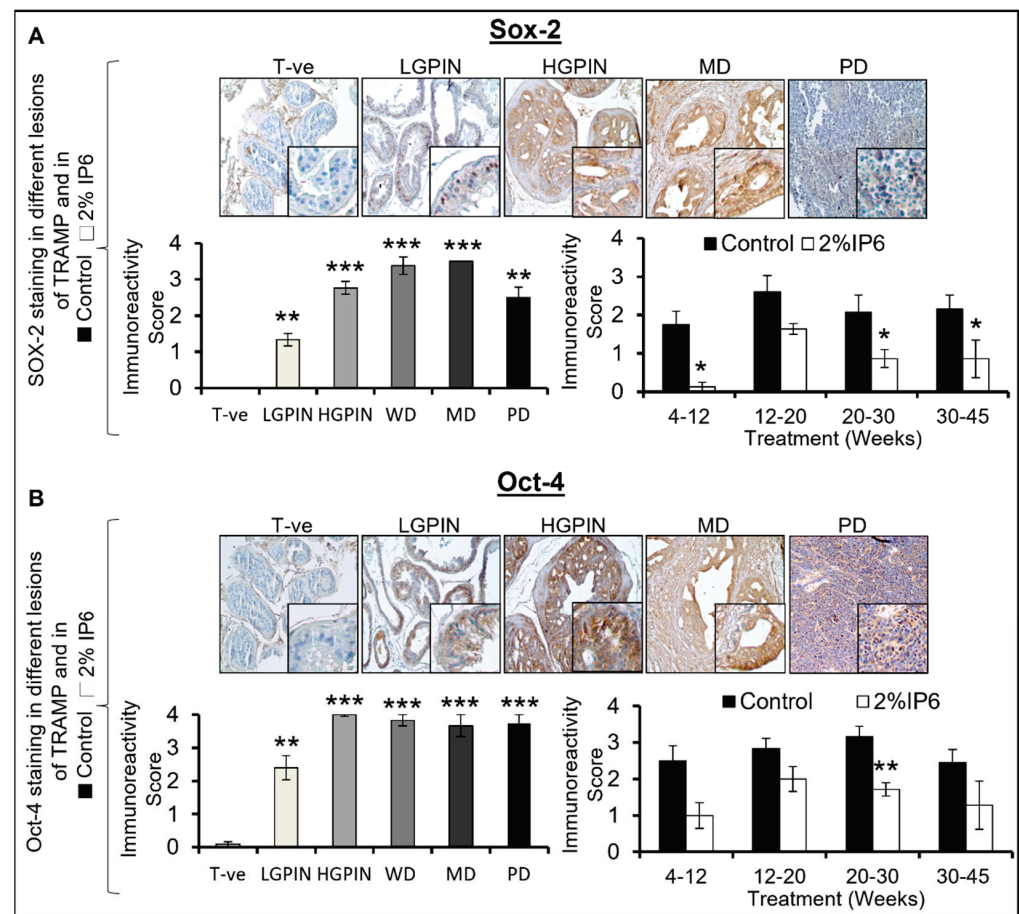 A
Sox-2
SOX-2 staining in different lesions
of TRAMP and in
■ Control □ 2% IP6
T-ve LGPIN HGPIN MD PD
Immunoreactivity
Score
4
3
2
1
0
** *** *** *** **
T-ve LGPIN HGPIN WD MD PD
Immunoreactivity
Score
4
3
2
1
0
■ Control □ 2%IP6
* * *
4-12 12-20 20-30 30-45
Treatment (Weeks)
B
Oct-4
Oct-4 staining in different lesions
of TRAMP and in
■ Control □ 2% IP6
T-ve LGPIN HGPIN MD PD
Immunoreactivity
Score
4
3
2
1
0
** *** *** *** ***
T-ve LGPIN HGPIN WD MD PD
Immunoreactivity
Score
4
3
2
1
0
■ Control □ 2%IP6
**
4-12 12-20 20-30 30-45
Treatment (Weeks)